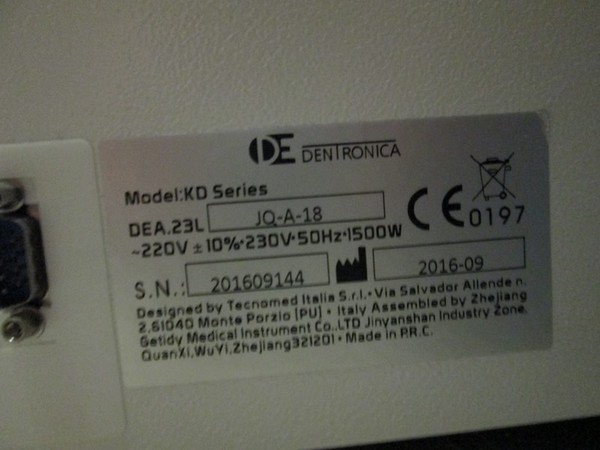 DE DENTRONICA
Model:KD Series
DEA.23L JQ-A-18
~220V ±10%·230V·50Hz·1500W
CE 0197
S.N.: 201609144 2016-09
Designed by Tecnomed Italia S.r.l.• Via Salvador Allende n.
2,61040 Monte Porzio [PU] • Italy Assembled by Zhejiang
Getidy Medical Instrument Co.,LTD Jinyanshan Industry Zone,
QuanXi,WuYi,Zhejiang321201 • Made in P.R.C.